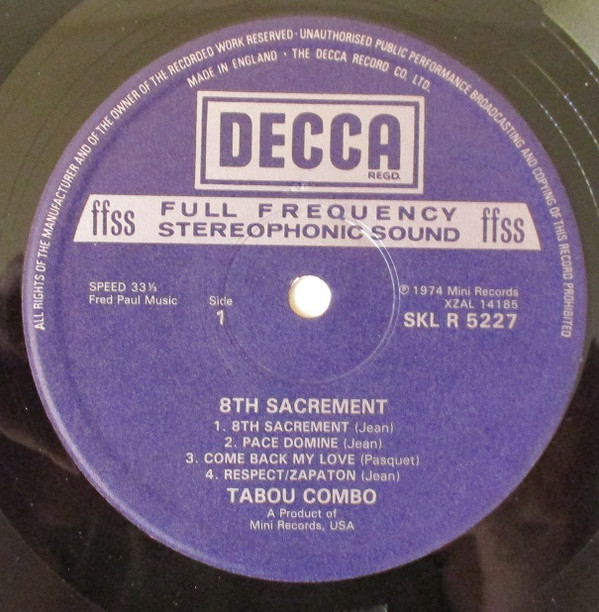 ALL RIGHTS OF THE MANUFACTURER AND OF THE OWNER OF THE RECORDED WORK RESERVED · UNAUTHORISED PUBLIC PERFORMANCE BROADCASTING AND COPYING OF THIS RECORD PROHIBITED
MADE IN ENGLAND · THE DECCA RECORD CO. LTD.
DECCA
REGD.
ffss FULL FREQUENCY ffss
STEREOPHONIC SOUND
SPEED 33⅓
Fred Paul Music
Side
1
℗ 1974 Mini Records
XZAL 14185
SKL R 5227
8TH SACREMENT
1. 8TH SACREMENT (Jean)
2. PACE DOMINE (Jean)
3. COME BACK MY LOVE (Pasquet)
4. RESPECT/ZAPATON (Jean)
TABOU COMBO
A Product of
Mini Records, USA